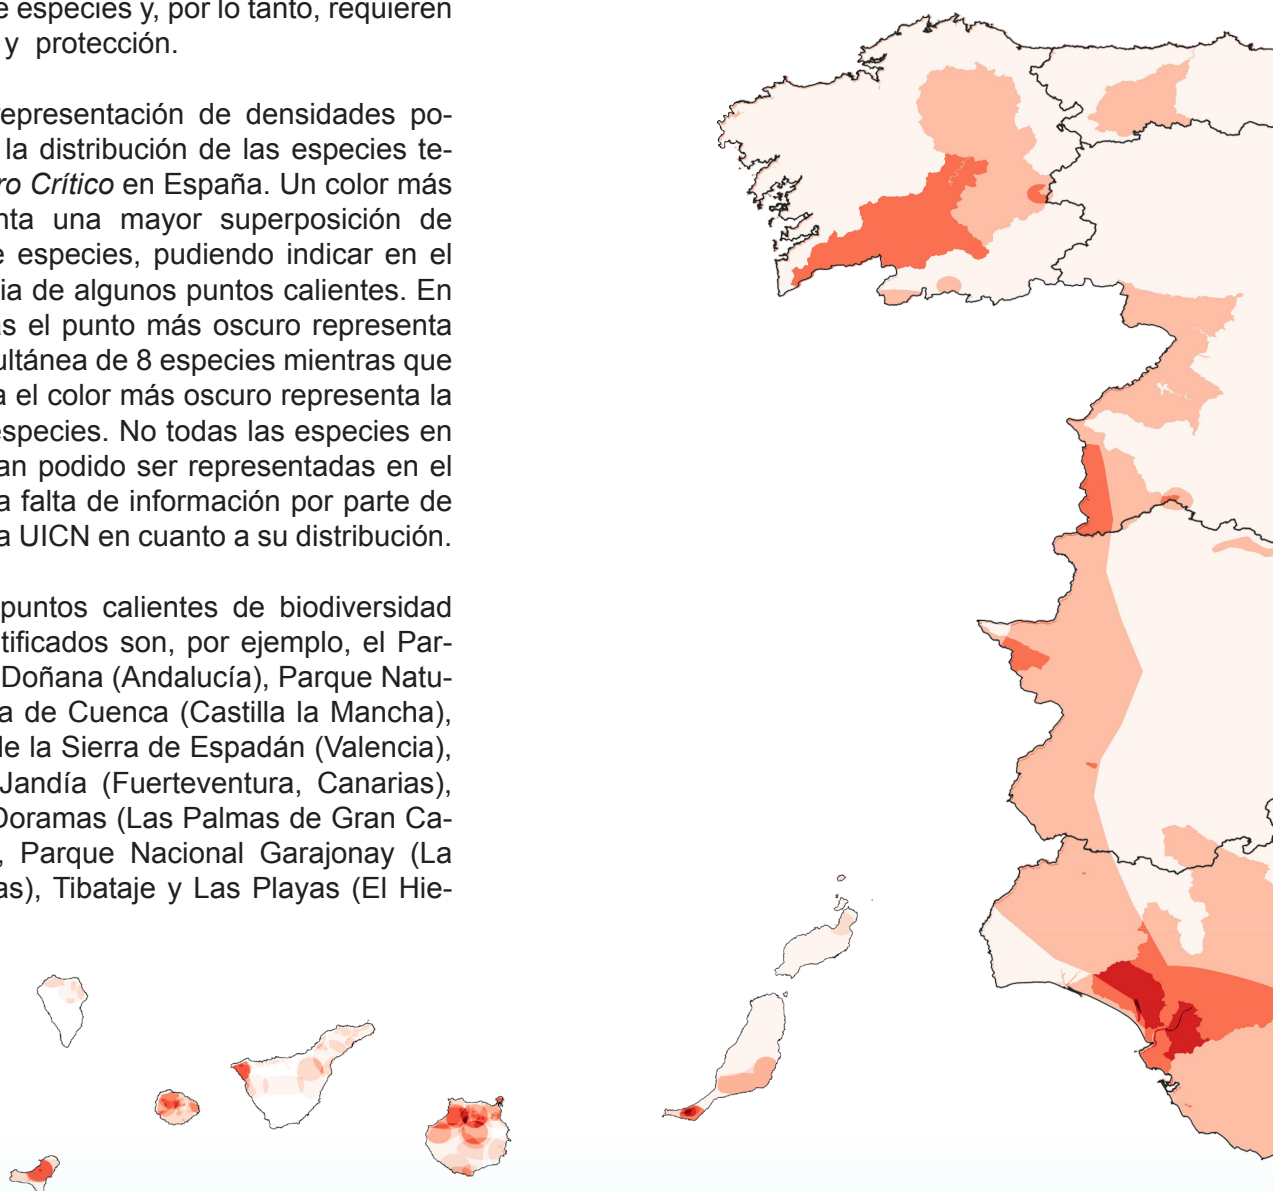 e especies y, por lo tanto, requieren
y protección.
representación de densidades po-
la distribución de las especies te-
ro Crítico en España. Un color más
nta una mayor superposición de
e especies, pudiendo indicar en el
ia de algunos puntos calientes. En
as el punto más oscuro representa
ultánea de 8 especies mientras que
a el color más oscuro representa la
especies. No todas las especies en
an podido ser representadas en el
a falta de información por parte de
a UICN en cuanto a su distribución.
puntos calientes de biodiversidad
ntificados son, por ejemplo, el Par-
Doñana (Andalucía), Parque Natu-
a de Cuenca (Castilla la Mancha),
de la Sierra de Espadán (Valencia),
Jandía (Fuerteventura, Canarias),
Doramas (Las Palmas de Gran Ca-
, Parque Nacional Garajonay (La
as), Tibataje y Las Playas (El Hie-